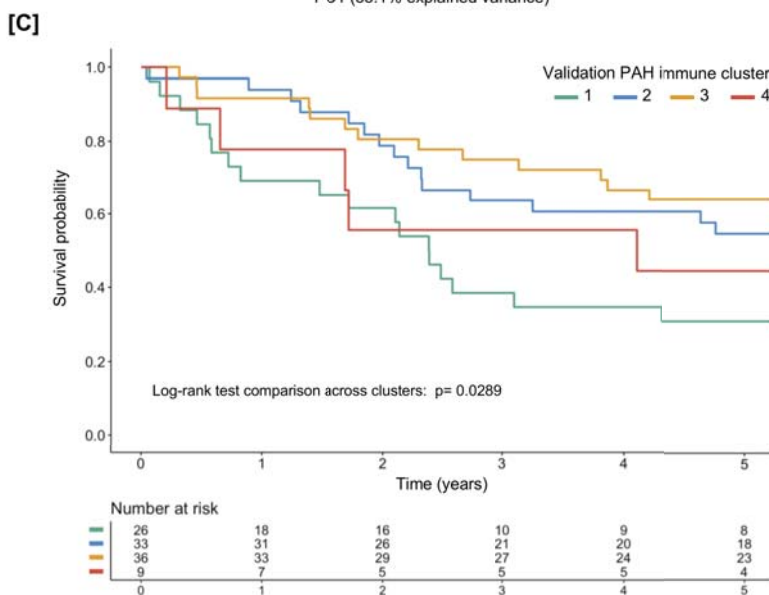 [C]
Validation PAH immune cluster
1 2 3 4
Survival probability
1.0
0.8
0.6
0.4
0.2
0.0
Log-rank test comparison across clusters: p= 0.0289
0 1 2 3 4 5
Time (years)
Number at risk
26 18 16 10 9 8
33 31 26 21 20 18
36 33 29 27 24 23
9 7 5 5 5 4
0 1 2 3 4 5